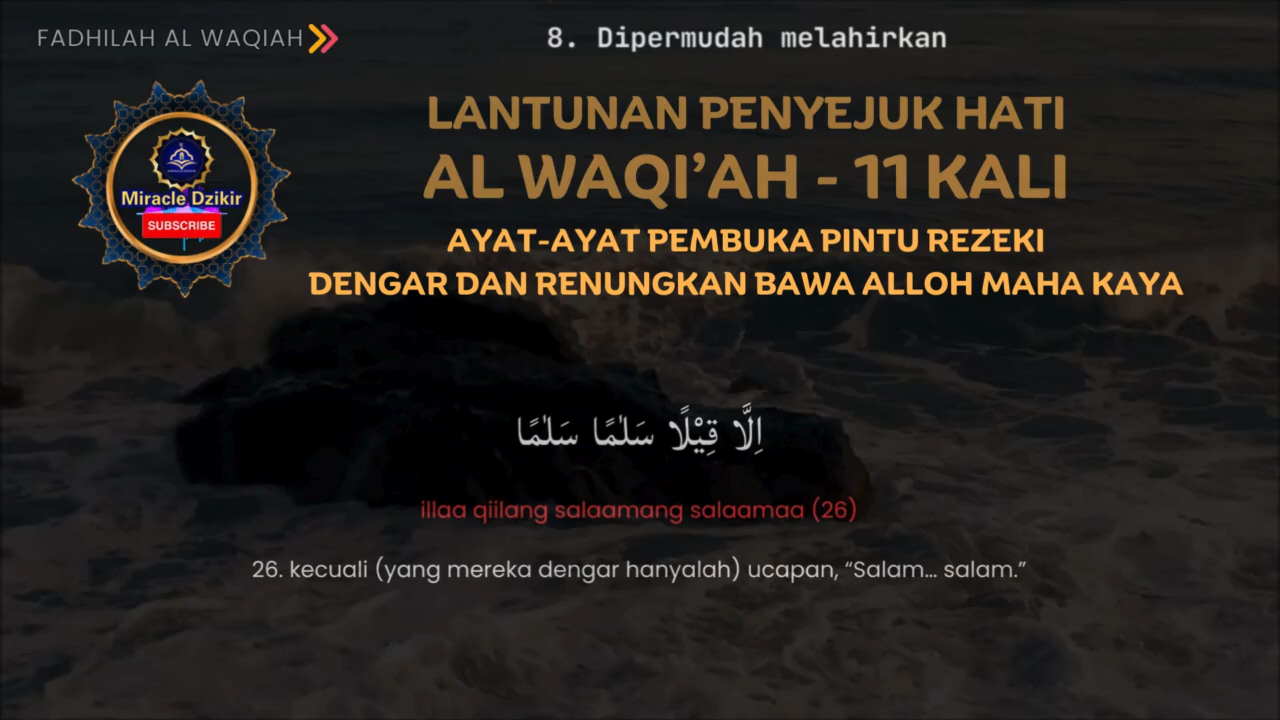 FADHILAH AL WAQIAH
8. Dipermudah melahirkan
LANTUNAN PENYEJUK HATI
AL WAQI’AH - 11 KALI
AYAT-AYAT PEMBUKA PINTU REZEKI
DENGAR DAN RENUNGKAN BAWA ALLOH MAHA KAYA
Miracle Dzikir
SUBSCRIBE
اِلَّا قِيْلًا سَلٰمًا سَلٰمًا
illaa qiilang salaamang salaamaa (26)
26. kecuali (yang mereka dengar hanyalah) ucapan, “Salam... salam.”